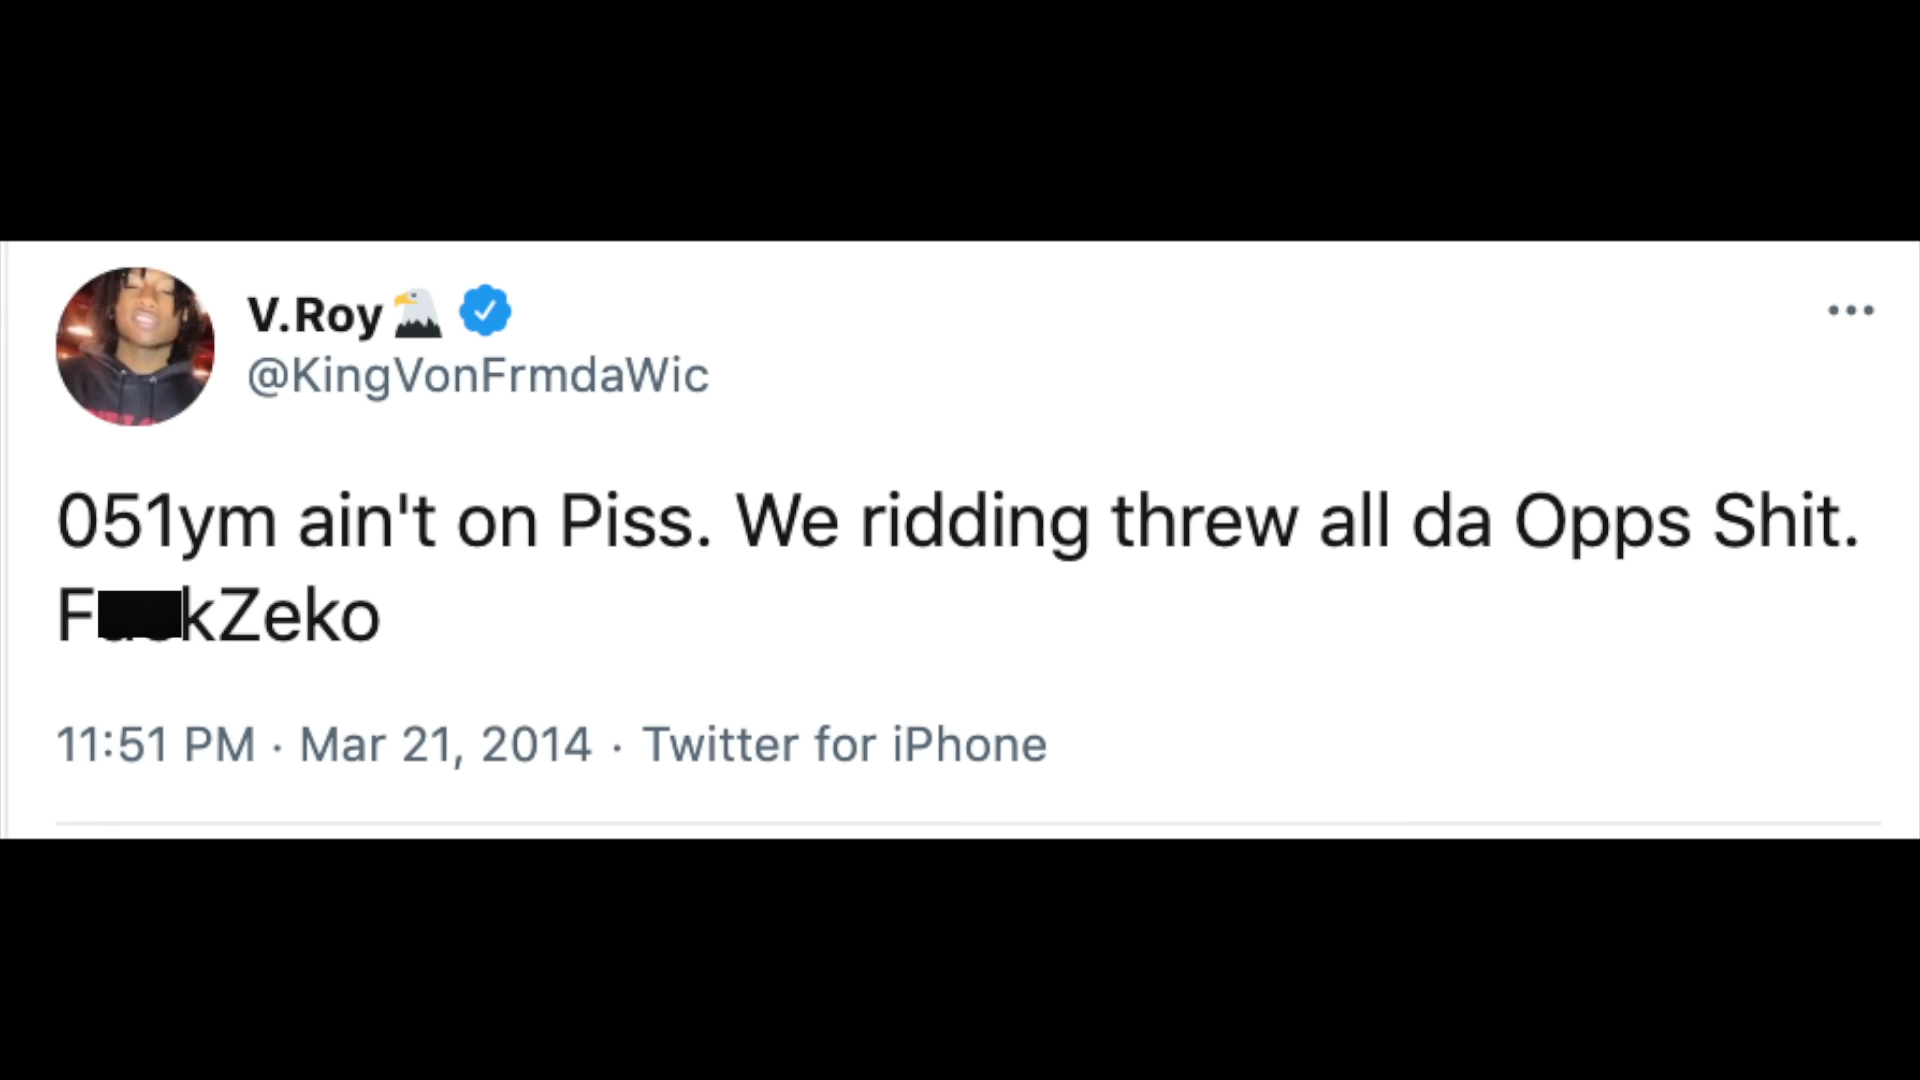 V.Roy
@KingVonFrmdaWic
051ym ain't on Piss. We ridding threw all da Opps Shit.
F kZeko
11:51 PM · Mar 21, 2014 · Twitter for iPhone